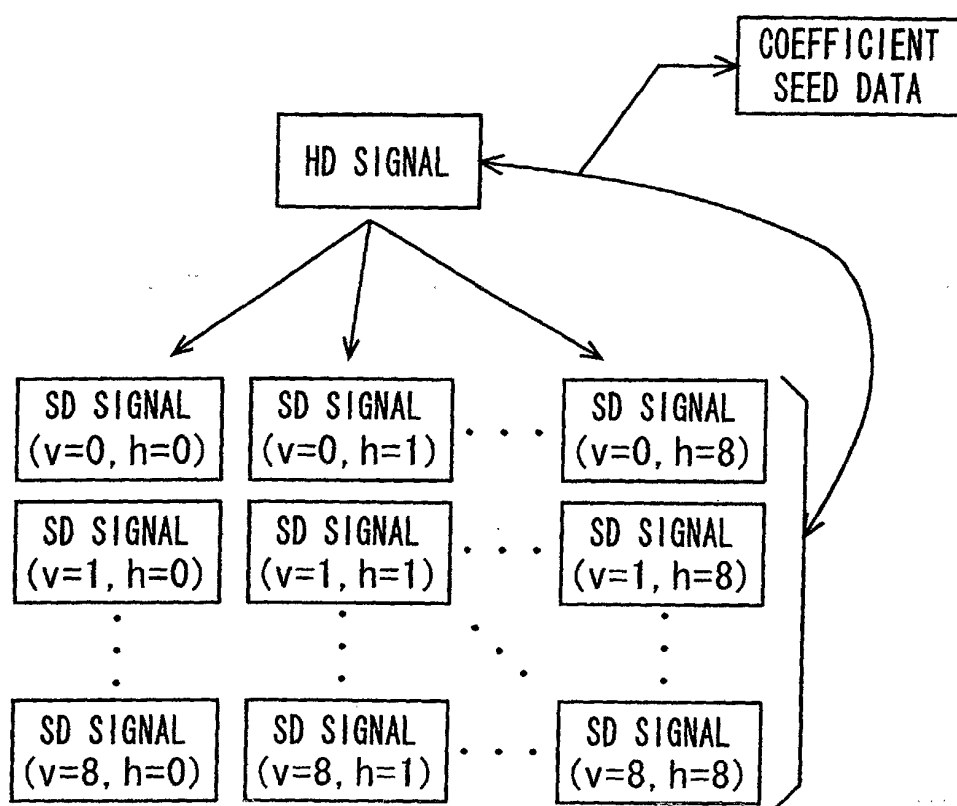 COEFFICIENT
SEED DATA
HD SIGNAL
SD SIGNAL
(v=0, h=0)
SD SIGNAL
(v=0, h=1)
SD SIGNAL
(v=0, h=8)
SD SIGNAL
(v=1, h=0)
SD SIGNAL
(v=1, h=1)
SD SIGNAL
(v=1, h=8)
SD SIGNAL
(v=8, h=0)
SD SIGNAL
(v=8, h=1)
SD SIGNAL
(v=8, h=8)